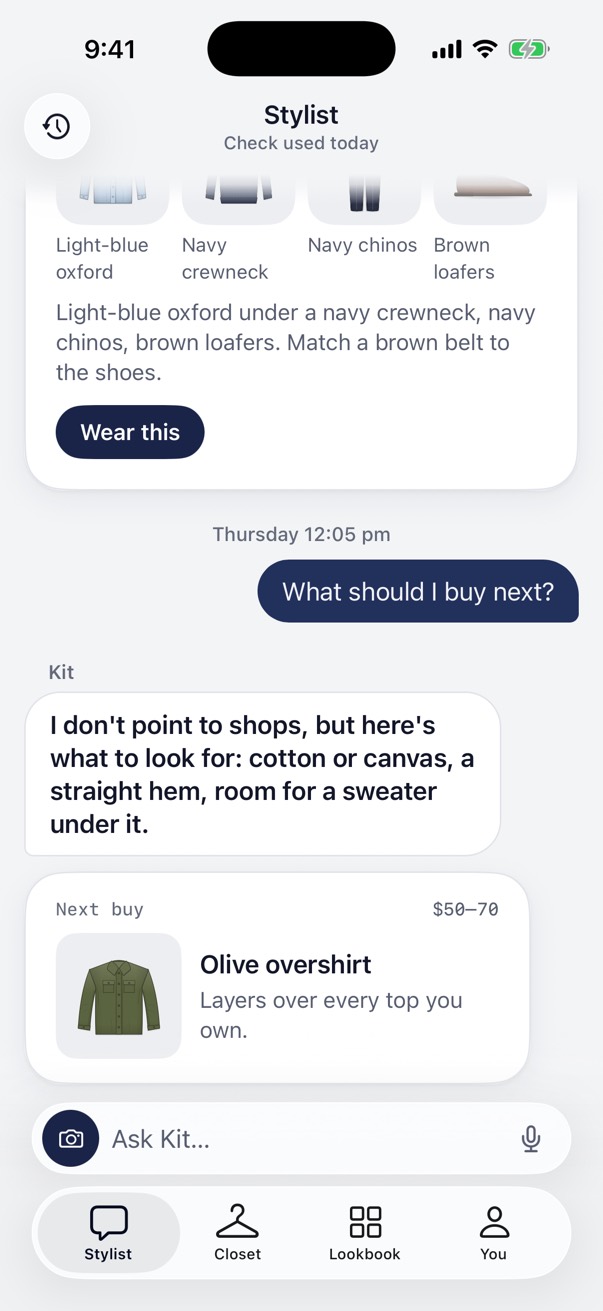 9:41
Stylist
Check used today
Light-blue
oxford
Navy
crewneck
Navy chinos
Brown
loafers
Light-blue oxford under a navy crewneck, navy
chinos, brown loafers. Match a brown belt to
the shoes.
Wear this
Thursday 12:05 pm
What should I buy next?
Kit
I don't point to shops, but here's
what to look for: cotton or canvas, a
straight hem, room for a sweater
under it.
Next buy
$50–70
Olive overshirt
Layers over every top you
own.
Ask Kit...
Stylist
Closet
Lookbook
You